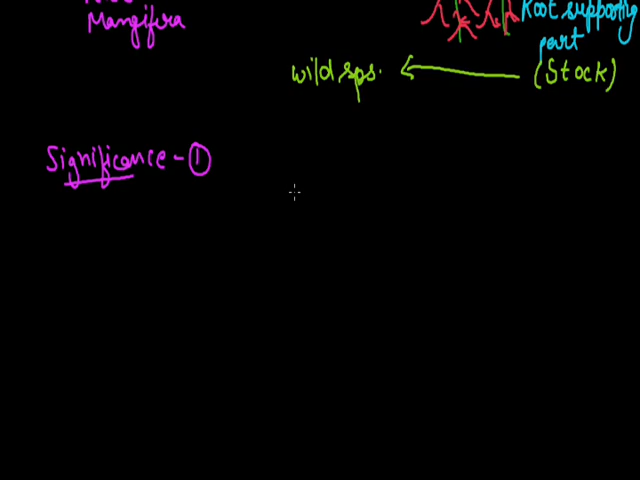 Mangifera
Root supporting
part
wild sps. (Stock)
Significance - 1